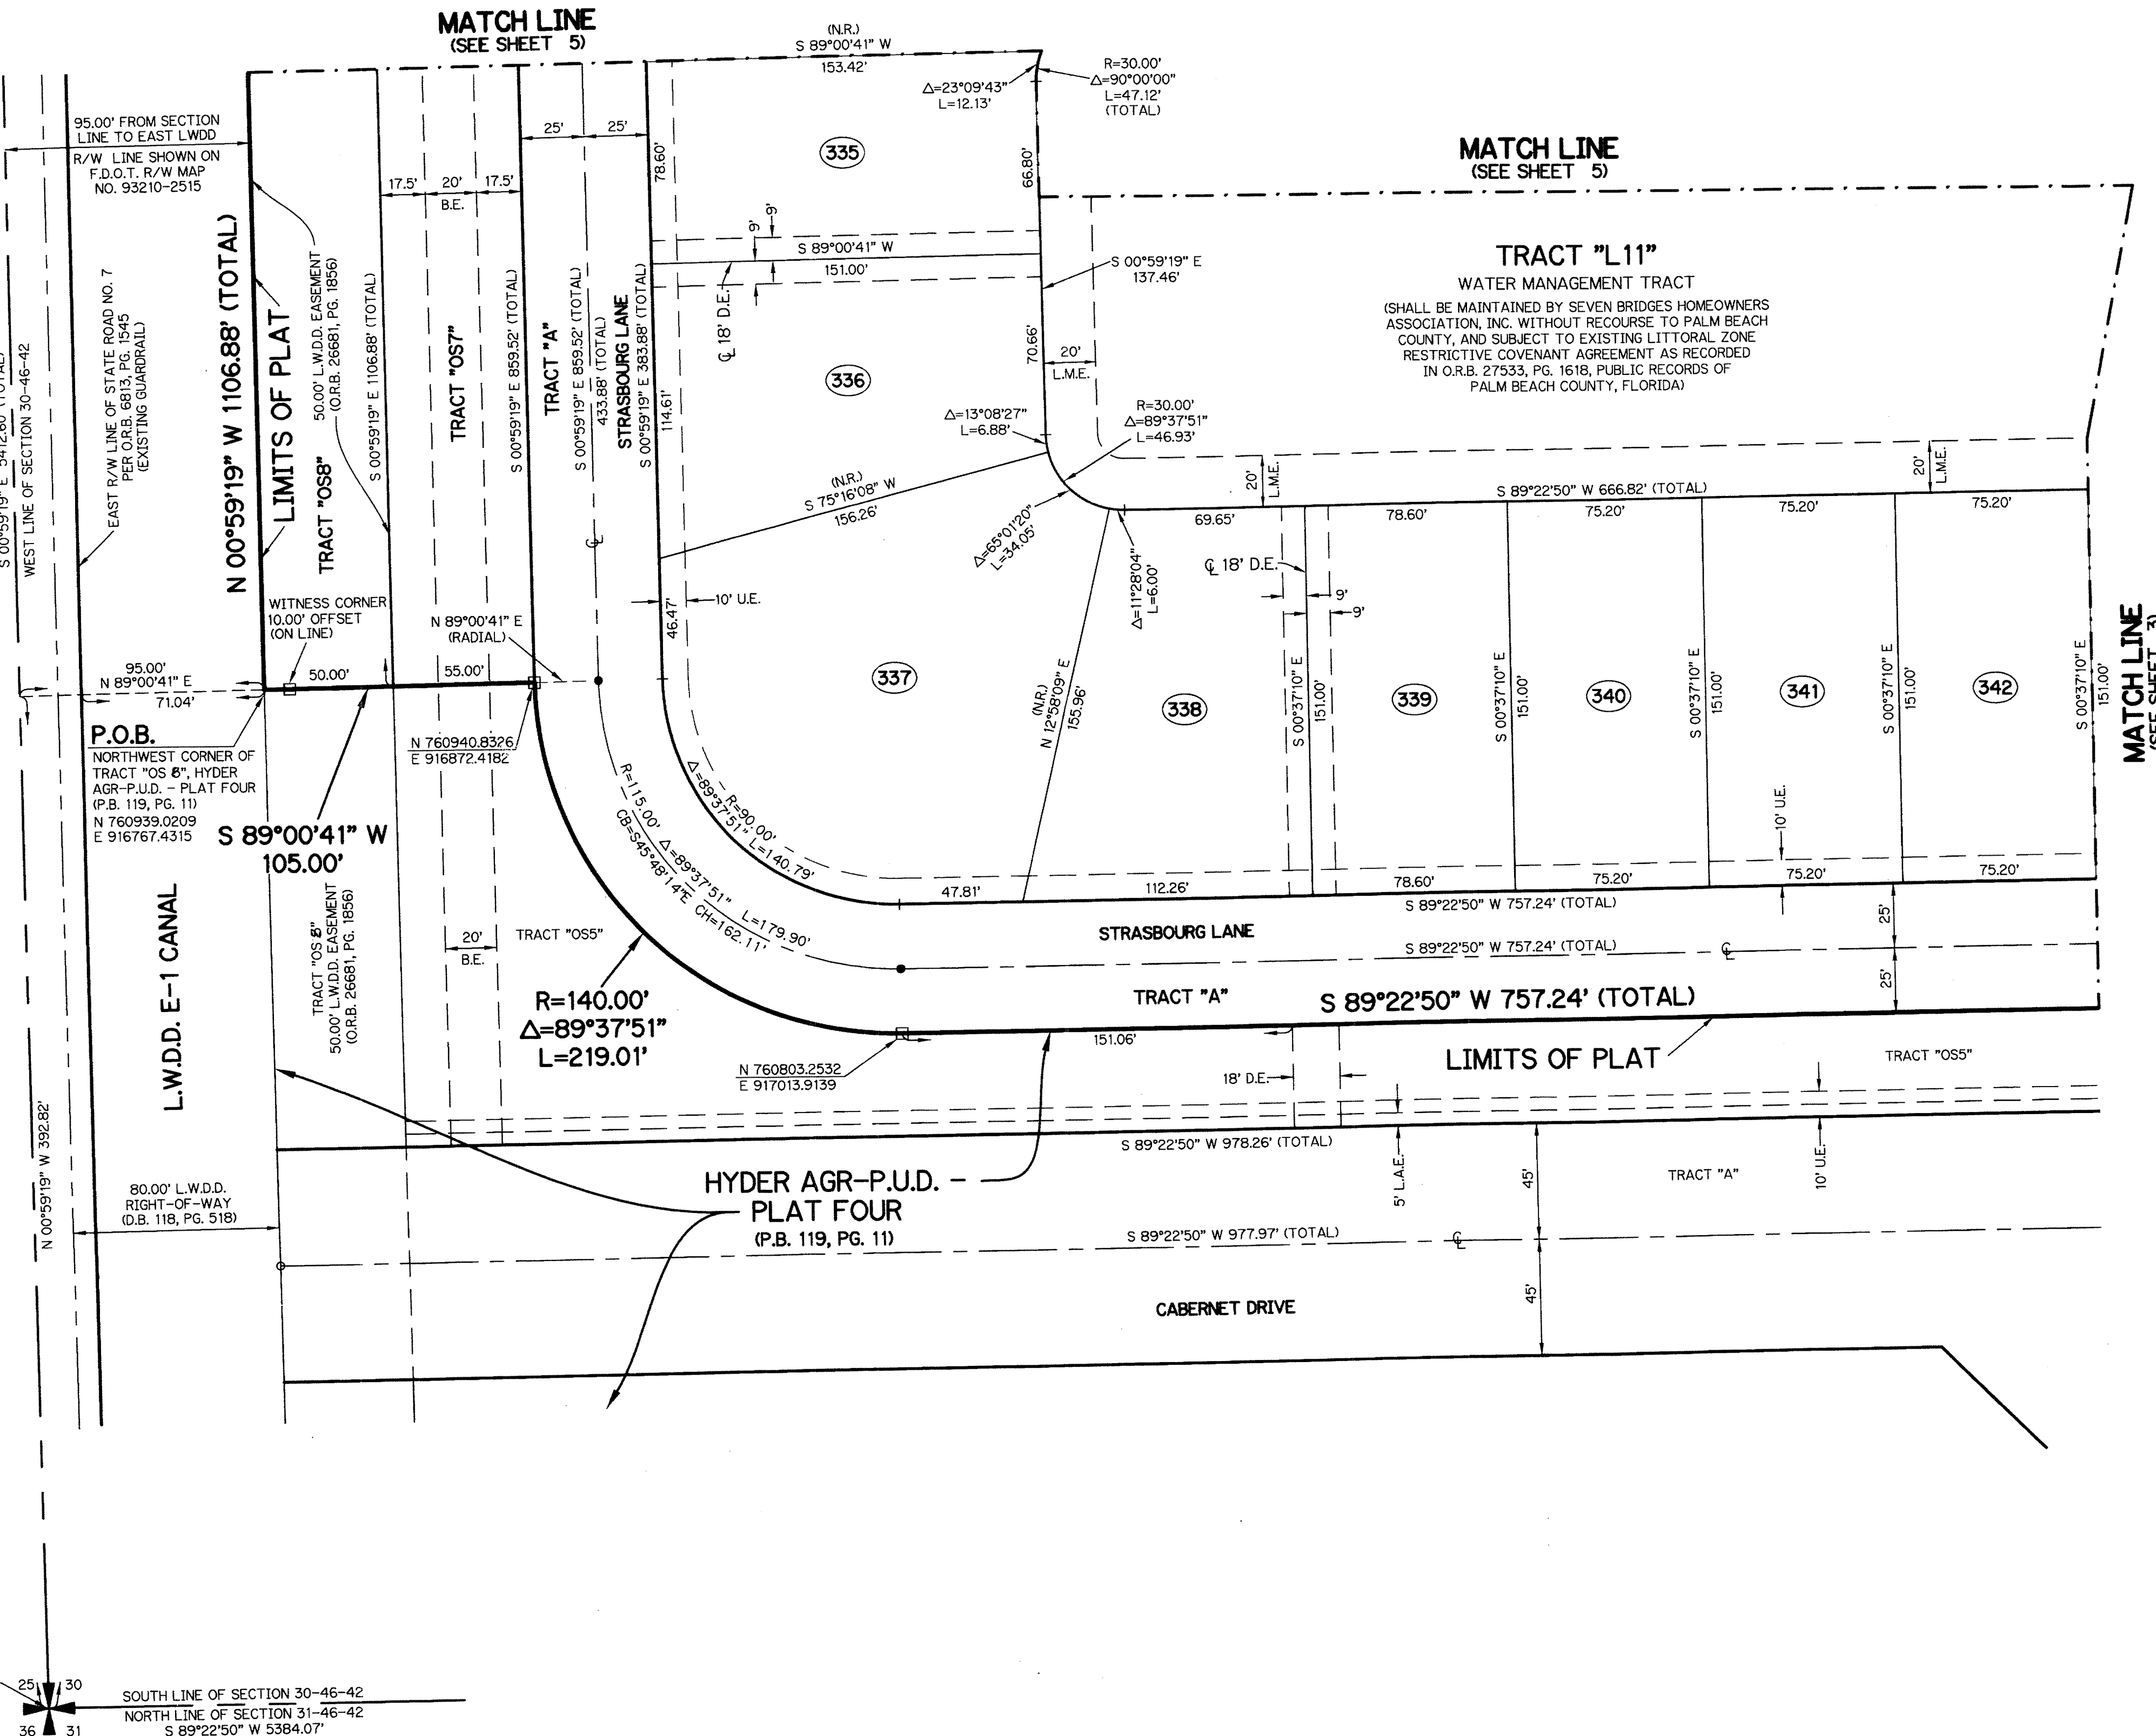 MATCH LINE
(SEE SHEET 5)
(N.R.)
S 89°00'41" W
153.42'
Δ=23°09'43"
L=12.13'
R=30.00'
Δ=90°00'00"
L=47.12'
(TOTAL)
MATCH LINE
(SEE SHEET 5)
95.00' FROM SECTION
LINE TO EAST LWDD
R/W LINE SHOWN ON
F.D.O.T. R/W MAP
NO. 93210-2515
25'
25'
17.5'
20'
17.5'
B.E.
78.60'
335
66.80'
9'
9'
S 89°00'41" W
151.00'
℄ 18' D.E.
S 00°59'19" E
137.46'
TRACT "L11"
WATER MANAGEMENT TRACT
(SHALL BE MAINTAINED BY SEVEN BRIDGES HOMEOWNERS
ASSOCIATION, INC. WITHOUT RECOURSE TO PALM BEACH
COUNTY, AND SUBJECT TO EXISTING LITTORAL ZONE
RESTRICTIVE COVENANT AGREEMENT AS RECORDED
IN O.R.B. 27533, PG. 1618, PUBLIC RECORDS OF
PALM BEACH COUNTY, FLORIDA)
S 00°59'19" E 5412.60' (TOTAL)
WEST LINE OF SECTION 30-46-42
EAST R/W LINE OF STATE ROAD NO. 7
PER O.R.B. 6813, PG. 1545
(EXISTING GUARDRAIL)
N 00°59'19" W 1106.88' (TOTAL)
LIMITS OF PLAT
TRACT "OS8"
50.00' L.W.D.D. EASEMENT
(O.R.B. 26681, PG. 1856)
S 00°59'19" E 1106.88' (TOTAL)
TRACT "OS7"
S 00°59'19" E 859.52' (TOTAL)
TRACT "A"
S 00°59'19" E 859.52' (TOTAL)
433.88' (TOTAL)
STRASBOURG LANE
S 00°59'19" E 383.88' (TOTAL)
℄
114.61'
336
70.66'
20'
L.M.E.
Δ=13°08'27"
L=6.88'
R=30.00'
Δ=89°37'51"
L=46.93'
(N.R.)
S 75°16'08" W
156.26'
Δ=65°01'20"
L=34.05'
Δ=11°28'04"
L=6.00'
20'
L.M.E.
20'
L.M.E.
S 89°22'50" W 666.82' (TOTAL)
69.65'
78.60'
75.20'
75.20'
75.20'
℄ 18' D.E.
9'
9'
WITNESS CORNER
10.00' OFFSET
(ON LINE)
N 89°00'41" E
(RADIAL)
46.47'
10' U.E.
95.00'
N 89°00'41" E
71.04'
50.00'
55.00'
337
(N.R.)
N 12°58'09" E
155.96'
338
S 00°37'10" E
151.00'
339
S 00°37'10" E
151.00'
340
S 00°37'10" E
151.00'
341
S 00°37'10" E
151.00'
342
S 00°37'10" E
151.00'
MATCH LINE
(SEE SHEET 3)
P.O.B.
NORTHWEST CORNER OF
TRACT "OS 8", HYDER
AGR-P.U.D. - PLAT FOUR
(P.B. 119, PG. 11)
N 760939.0209
E 916767.4315
N 760940.8326
E 916872.4182
S 89°00'41" W
105.00'
R=90.00'
Δ=89°37'51" L=140.79'
R=115.00' Δ=89°37'51" L=179.90'
CB=S45°48'14"E CH=162.11'
10' U.E.
47.81'
112.26'
78.60'
75.20'
75.20'
75.20'
S 89°22'50" W 757.24' (TOTAL)
STRASBOURG LANE
S 89°22'50" W 757.24' (TOTAL)
℄
25'
25'
L.W.D.D. E-1 CANAL
TRACT "OS 8"
50.00' L.W.D.D. EASEMENT
(O.R.B. 26681, PG. 1856)
20'
B.E.
TRACT "OS5"
R=140.00'
Δ=89°37'51"
L=219.01'
TRACT "A"
S 89°22'50" W 757.24' (TOTAL)
151.06'
N 760803.2532
E 917013.9139
18' D.E.
LIMITS OF PLAT
TRACT "OS5"
S 89°22'50" W 978.26' (TOTAL)
5' L.A.E.
45'
TRACT "A"
10' U.E.
N 00°59'19" W 392.82'
80.00' L.W.D.D.
RIGHT-OF-WAY
(D.B. 118, PG. 518)
HYDER AGR-P.U.D. -
PLAT FOUR
(P.B. 119, PG. 11)
S 89°22'50" W 977.97' (TOTAL)
℄
45'
CABERNET DRIVE
25
30
36
31
SOUTH LINE OF SECTION 30-46-42
NORTH LINE OF SECTION 31-46-42
S 89°22'50" W 5384.07'